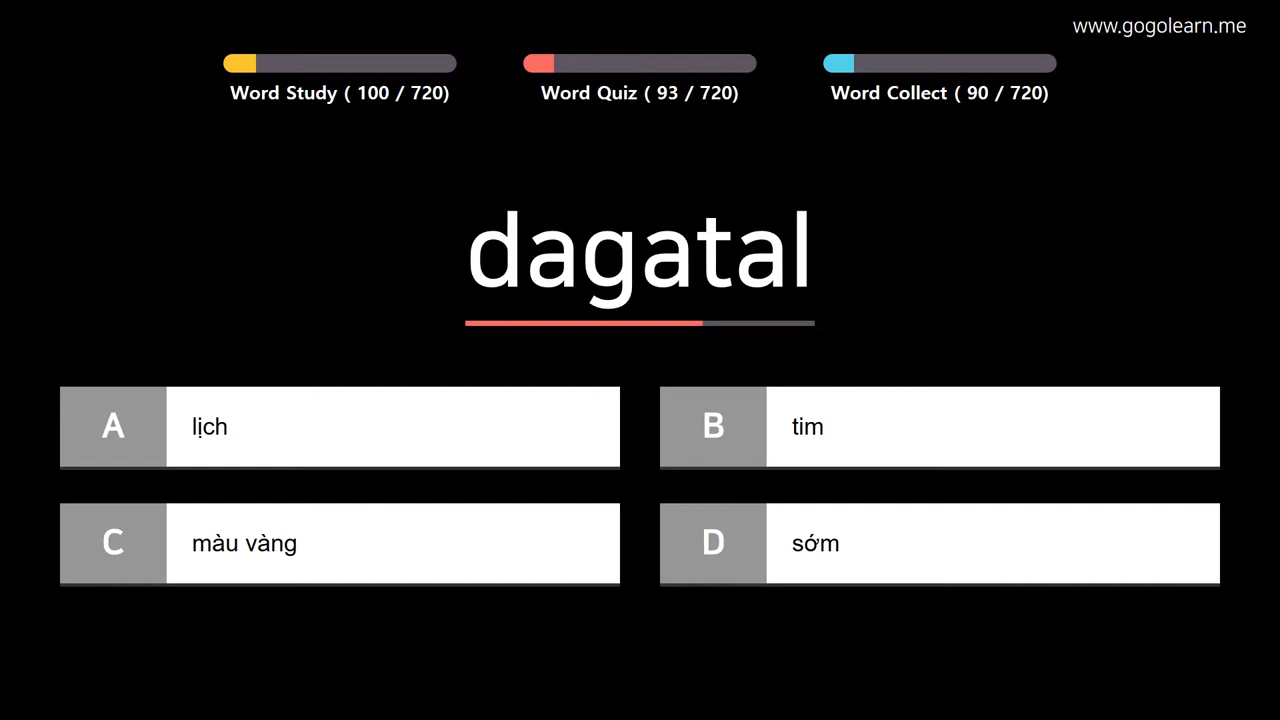 www.gogolearn.me
Word Study ( 100 / 720)
Word Quiz ( 93 / 720)
Word Collect ( 90 / 720)
dagatal
A lịch
B tim
C màu vàng
D sớm